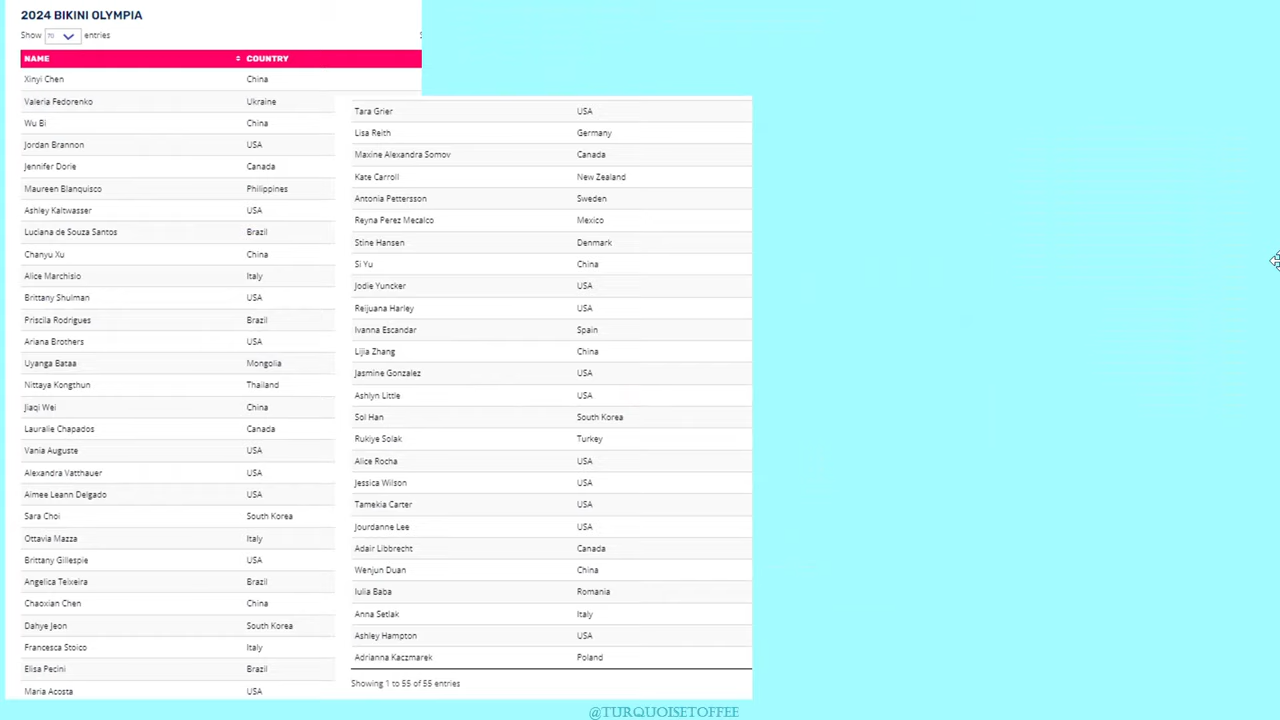 2024 BIKINI OLYMPIA
Show 70 entries
NAME COUNTRY
Xinyi Chen China
Valeria Fedorenko Ukraine
Wu Bi China
Jordan Brannon USA
Jennifer Dorie Canada
Maureen Blanquisco Philippines
Ashley Kaltwasser USA
Luciana de Souza Santos Brazil
Chanyu Xu China
Alice Marchisio Italy
Brittany Shulman USA
Priscila Rodrigues Brazil
Ariana Brothers USA
Uyanga Bataa Mongolia
Nittaya Kongthun Thailand
Jiaqi Wei China
Lauralie Chapados Canada
Vania Auguste USA
Alexandra Vatthauer USA
Aimee Leann Delgado USA
Sara Choi South Korea
Ottavia Mazza Italy
Brittany Gillespie USA
Angelica Teixeira Brazil
Chaoxian Chen China
Dahye Jeon South Korea
Francesca Stoico Italy
Elisa Pecini Brazil
Maria Acosta USA
Tara Grier USA
Lisa Reith Germany
Maxine Alexandra Somov Canada
Kate Carroll New Zealand
Antonia Pettersson Sweden
Reyna Perez Mecalco Mexico
Stine Hansen Denmark
Si Yu China
Jodie Yuncker USA
Reijuana Harley USA
Ivanna Escandar Spain
Lijia Zhang China
Jasmine Gonzalez USA
Ashlyn Little USA
Sol Han South Korea
Rukiye Solak Turkey
Alice Rocha USA
Jessica Wilson USA
Tamekia Carter USA
Jourdanne Lee USA
Adair Libbrecht Canada
Wenjun Duan China
Iulia Baba Romania
Anna Setlak Italy
Ashley Hampton USA
Adrianna Kaczmarek Poland
Showing 1 to 55 of 55 entries
@TURQUOISETOFFEE